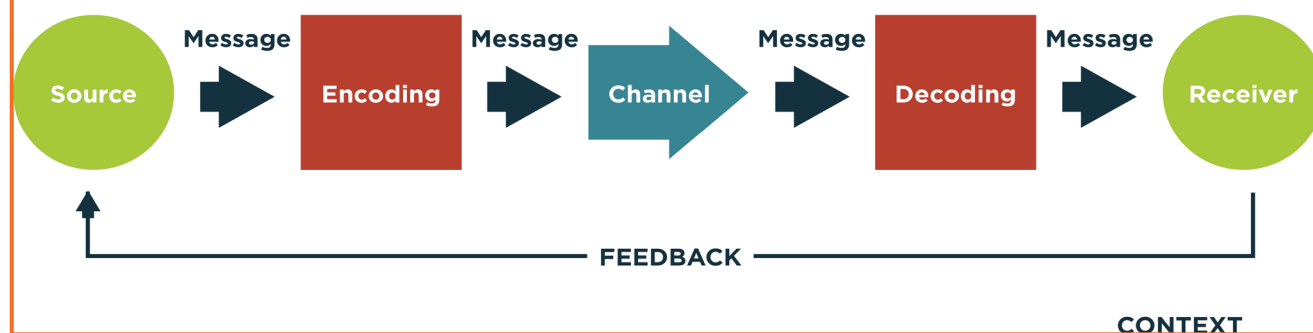 Message Message Message Message
Source Encoding Channel Decoding Receiver
FEEDBACK
CONTEXT